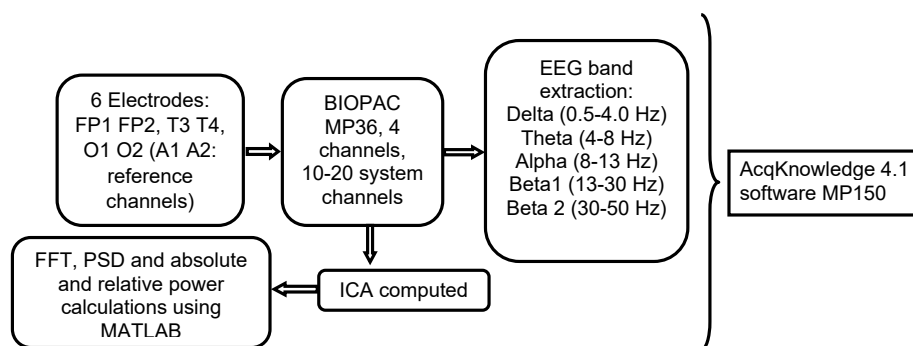 6 Electrodes:
FP1 FP2, T3 T4,
O1 O2 (A1 A2:
reference
channels)
BIOPAC
MP36, 4
channels,
10-20 system
channels
EEG band
extraction:
Delta (0.5-4.0 Hz)
Theta (4-8 Hz)
Alpha (8-13 Hz)
Beta1 (13-30 Hz)
Beta 2 (30-50 Hz)
AcqKnowledge 4.1
software MP150
FFT, PSD and absolute
and relative power
calculations using
MATLAB
ICA computed